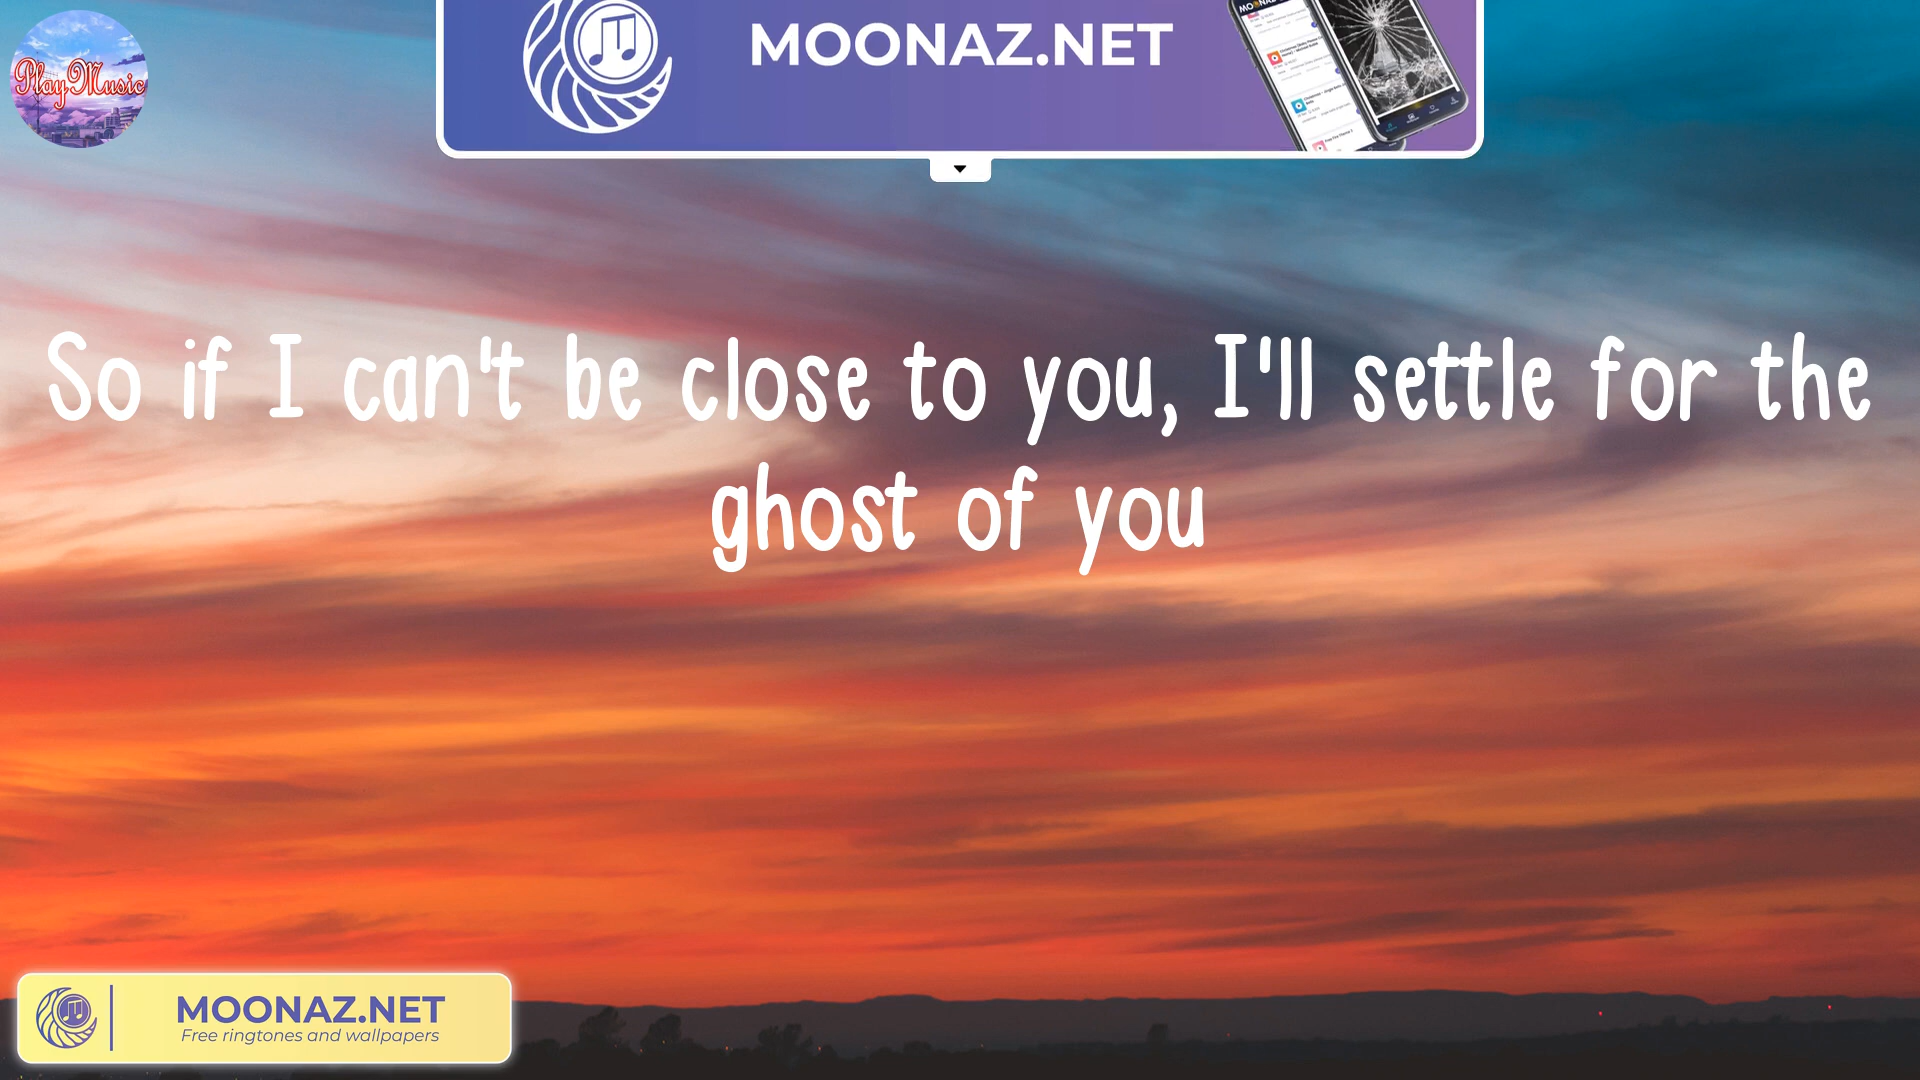 Play Music
MOONAZ.NET
So if I can't be close to you, I'll settle for the
ghost of you
MOONAZ.NET
Free ringtones and wallpapers